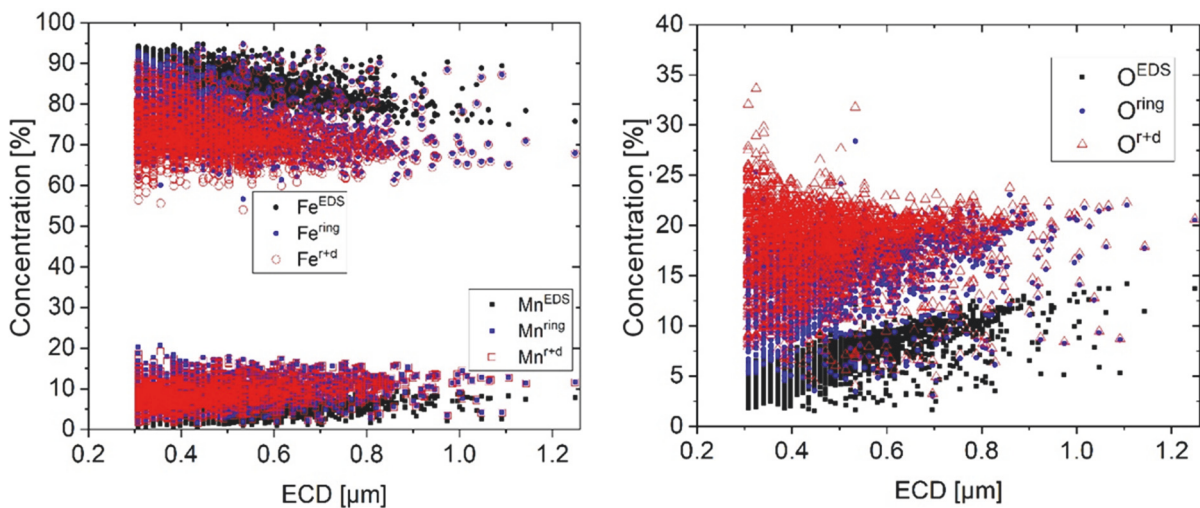 Concentration [%]
100
90
80
70
60
50
40
30
20
10
0
Fe^EDS
Fe^ring
Fe^r+d
Mn^EDS
Mn^ring
Mn^r+d
0.2 0.4 0.6 0.8 1.0 1.2
ECD [µm]
Concentration [%]
40
35
30
25
20
15
10
5
0
O^EDS
O^ring
O^r+d
0.2 0.4 0.6 0.8 1.0 1.2
ECD [µm]